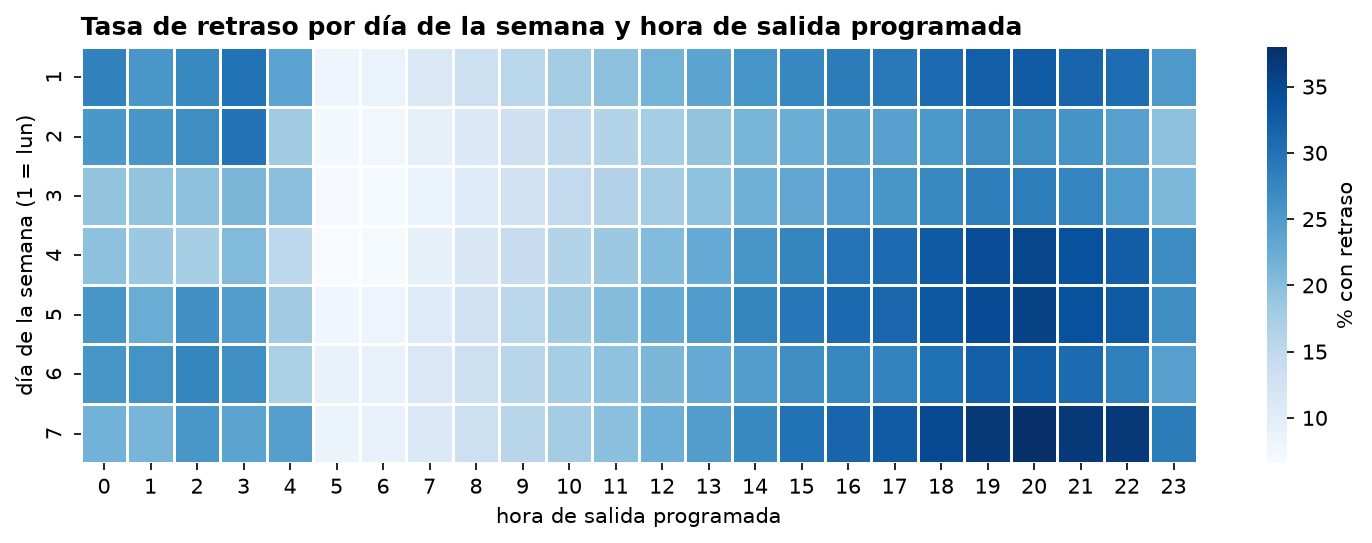 Tasa de retraso por día de la semana y hora de salida programada
día de la semana (1 = lun)
1
2
3
4
5
6
7
0 1 2 3 4 5 6 7 8 9 10 11 12 13 14 15 16 17 18 19 20 21 22 23
hora de salida programada
35
30
25
20
15
10
% con retraso